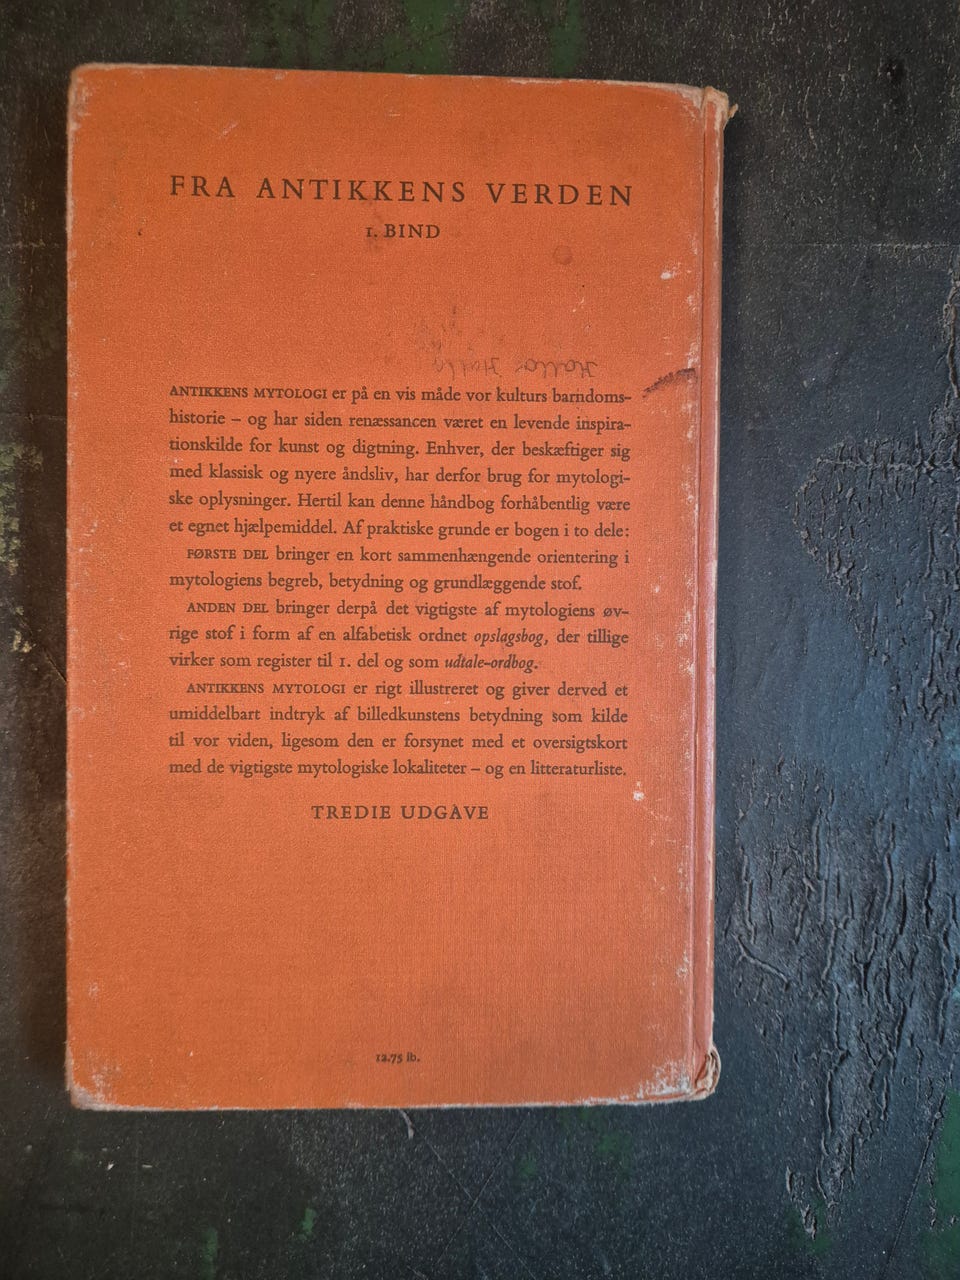 FRA ANTIKKENS VERDEN
1. BIND
ANTIKKENS MYTOLOGI er på en vis måde vor kulturs barndoms-
historie – og har siden renæssancen været en levende inspira-
tionskilde for kunst og digtning. Enhver, der beskæftiger sig
med klassisk og nyere åndsliv, har derfor brug for mytologi-
ske oplysninger. Hertil kan denne håndbog forhåbentlig være
et egnet hjælpemiddel. Af praktiske grunde er bogen i to dele:
FØRSTE DEL bringer en kort sammenhængende orientering i
mytologiens begreb, betydning og grundlæggende stof.
ANDEN DEL bringer derpå det vigtigste af mytologiens øv-
rige stof i form af en alfabetisk ordnet opslagsbog, der tillige
virker som register til 1. del og som udtale-ordbog.
ANTIKKENS MYTOLOGI er rigt illustreret og giver derved et
umiddelbart indtryk af billedkunstens betydning som kilde
til vor viden, ligesom den er forsynet med et oversigtskort
med de vigtigste mytologiske lokaliteter – og en litteraturliste.
TREDIE UDGAVE
12.75 ib.